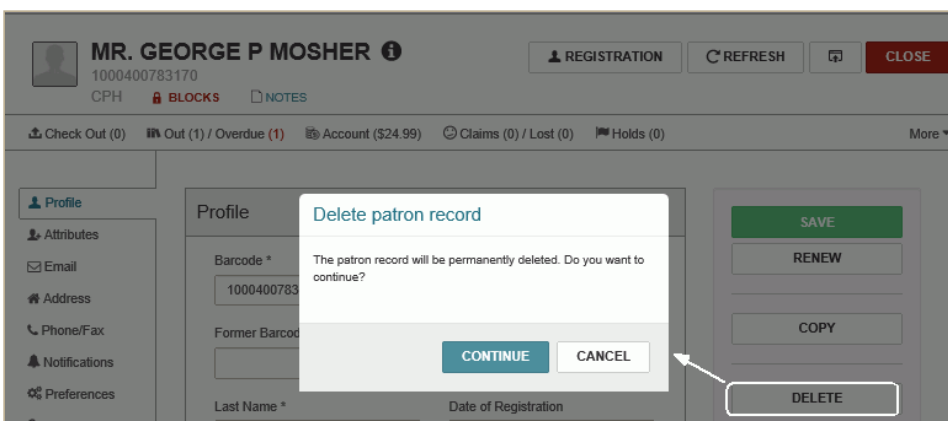 MR. GEORGE P MOSHER
1000400783170
CPH BLOCKS NOTES
REGISTRATION REFRESH CLOSE
Check Out (0) Out (1) / Overdue (1) Account ($24.99) Claims (0) / Lost (0) Holds (0) More
Profile
Attributes
Email
Address
Phone/Fax
Notifications
Preferences
Profile
Barcode *
1000400783
Former Barcod
Last Name *
Date of Registration
Delete patron record
The patron record will be permanently deleted. Do you want to
continue?
CONTINUE CANCEL
SAVE
RENEW
COPY
DELETE